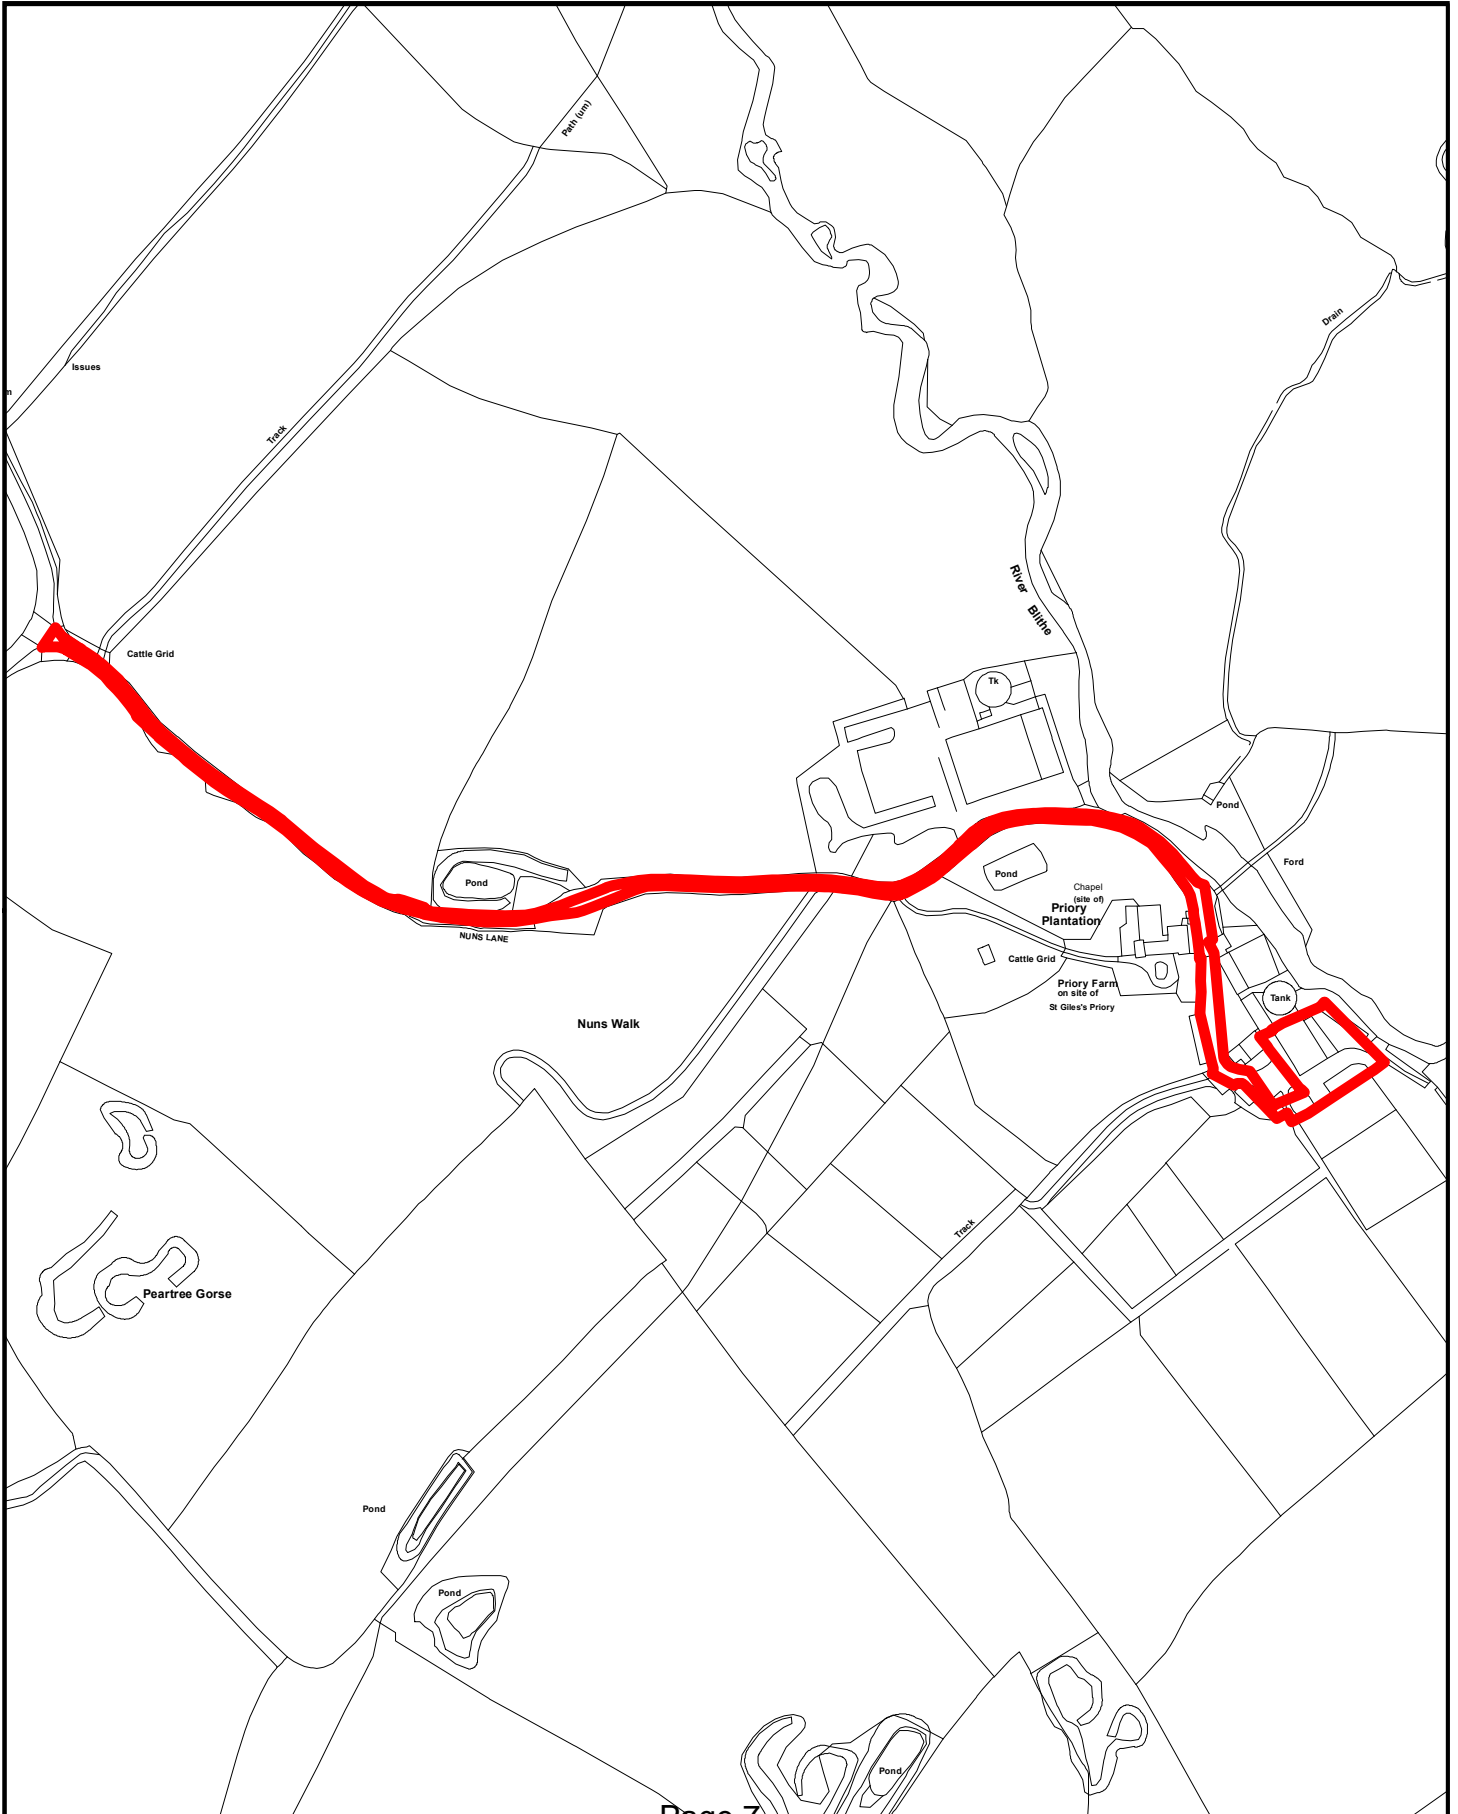 Path (um)
Drain
Issues
Track
River
Blithe
Cattle Grid
Tk
Pond
Ford
Pond
Pond
Chapel
(site of)
Priory
Plantation
NUNS LANE
Cattle Grid
Priory Farm
on site of
St Giles's Priory
Tank
Nuns Walk
Track
Peartree Gorse
Pond
Pond
Pond